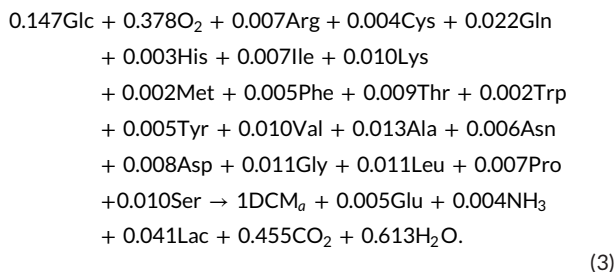 0.147Glc + 0.378O₂ + 0.007Arg + 0.004Cys + 0.022Gln
+ 0.003His + 0.007Ile + 0.010Lys
+ 0.002Met + 0.005Phe + 0.009Thr + 0.002Trp
+ 0.005Tyr + 0.010Val + 0.013Ala + 0.006Asn
+ 0.008Asp + 0.011Gly + 0.011Leu + 0.007Pro
+0.010Ser → 1DCMₐ + 0.005Glu + 0.004NH₃
+ 0.041Lac + 0.455CO₂ + 0.613H₂O.
(3)